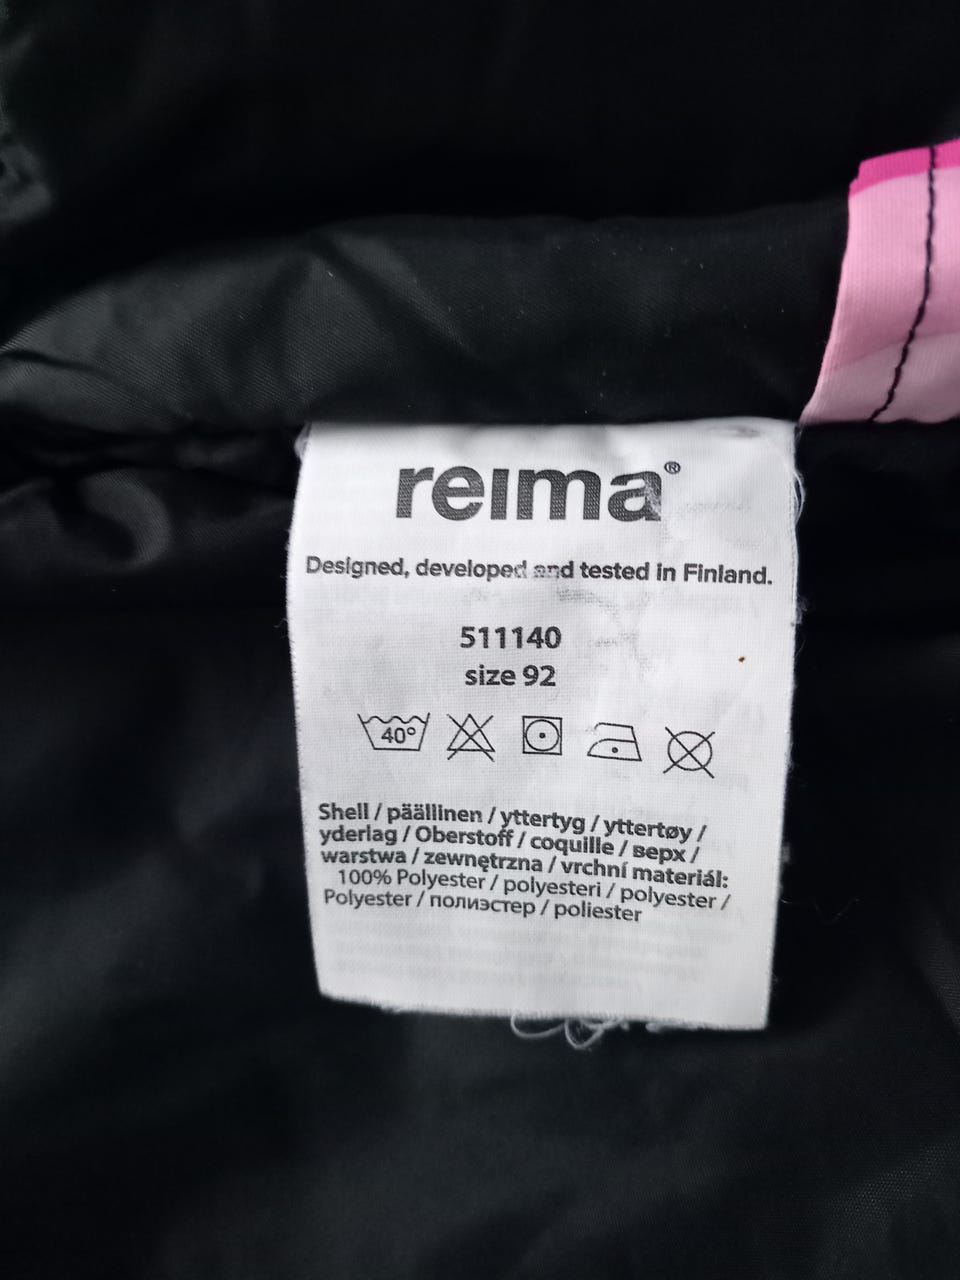 reima®
Designed, developed and tested in Finland.
511140
size 92
40°
Shell / päällinen / yttertyg / yttertøy /
yderlag / Oberstoff / coquille / верх /
warstwa / zewnętrzna / vrchní materiál:
100% Polyester / polyesteri / polyester /
Polyester / полиэстер / poliester